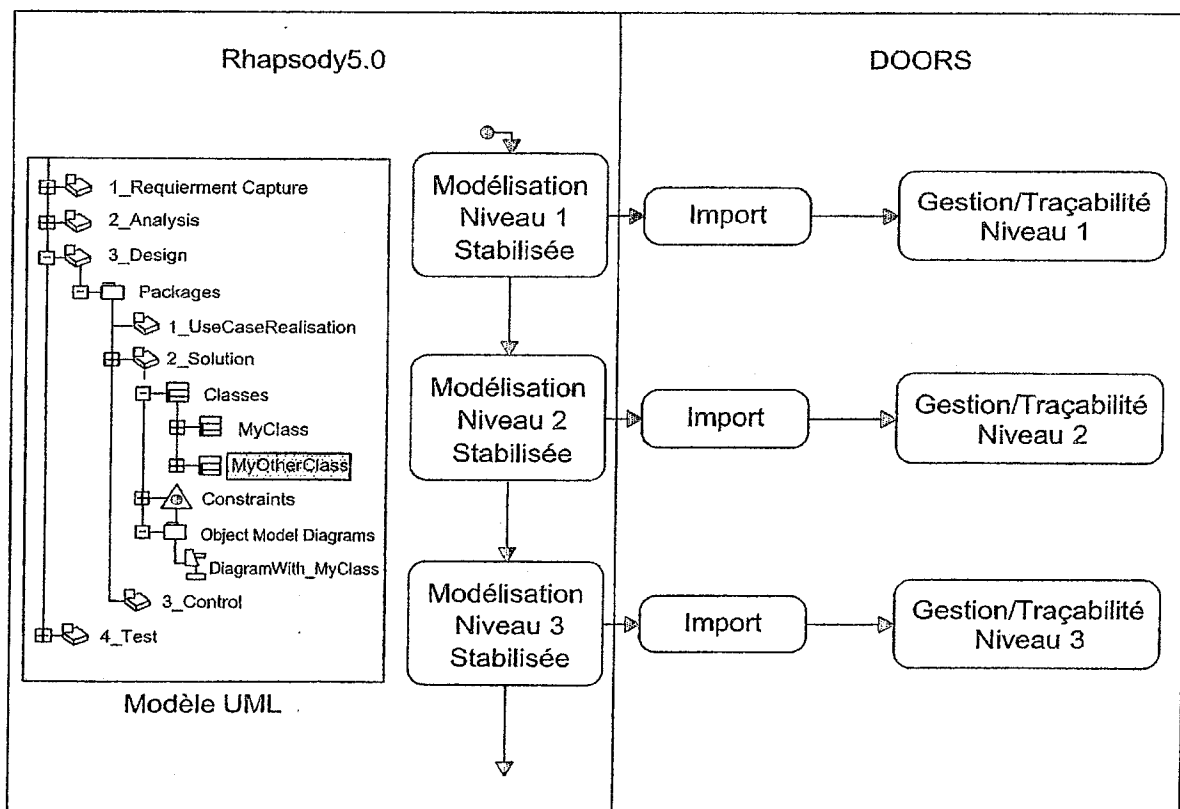 Rhapsody5.0
DOORS
1_Requierment Capture
2_Analysis
3_Design
Packages
1_UseCaseRealisation
2_Solution
Classes
MyClass
MyOtherClass
Constraints
Object Model Diagrams
DiagramWith_MyClass
3_Control
4_Test
Modèle UML
Modélisation
Niveau 1
Stabilisée
Import
Gestion/Traçabilité
Niveau 1
Modélisation
Niveau 2
Stabilisée
Import
Gestion/Traçabilité
Niveau 2
Modélisation
Niveau 3
Stabilisée
Import
Gestion/Traçabilité
Niveau 3